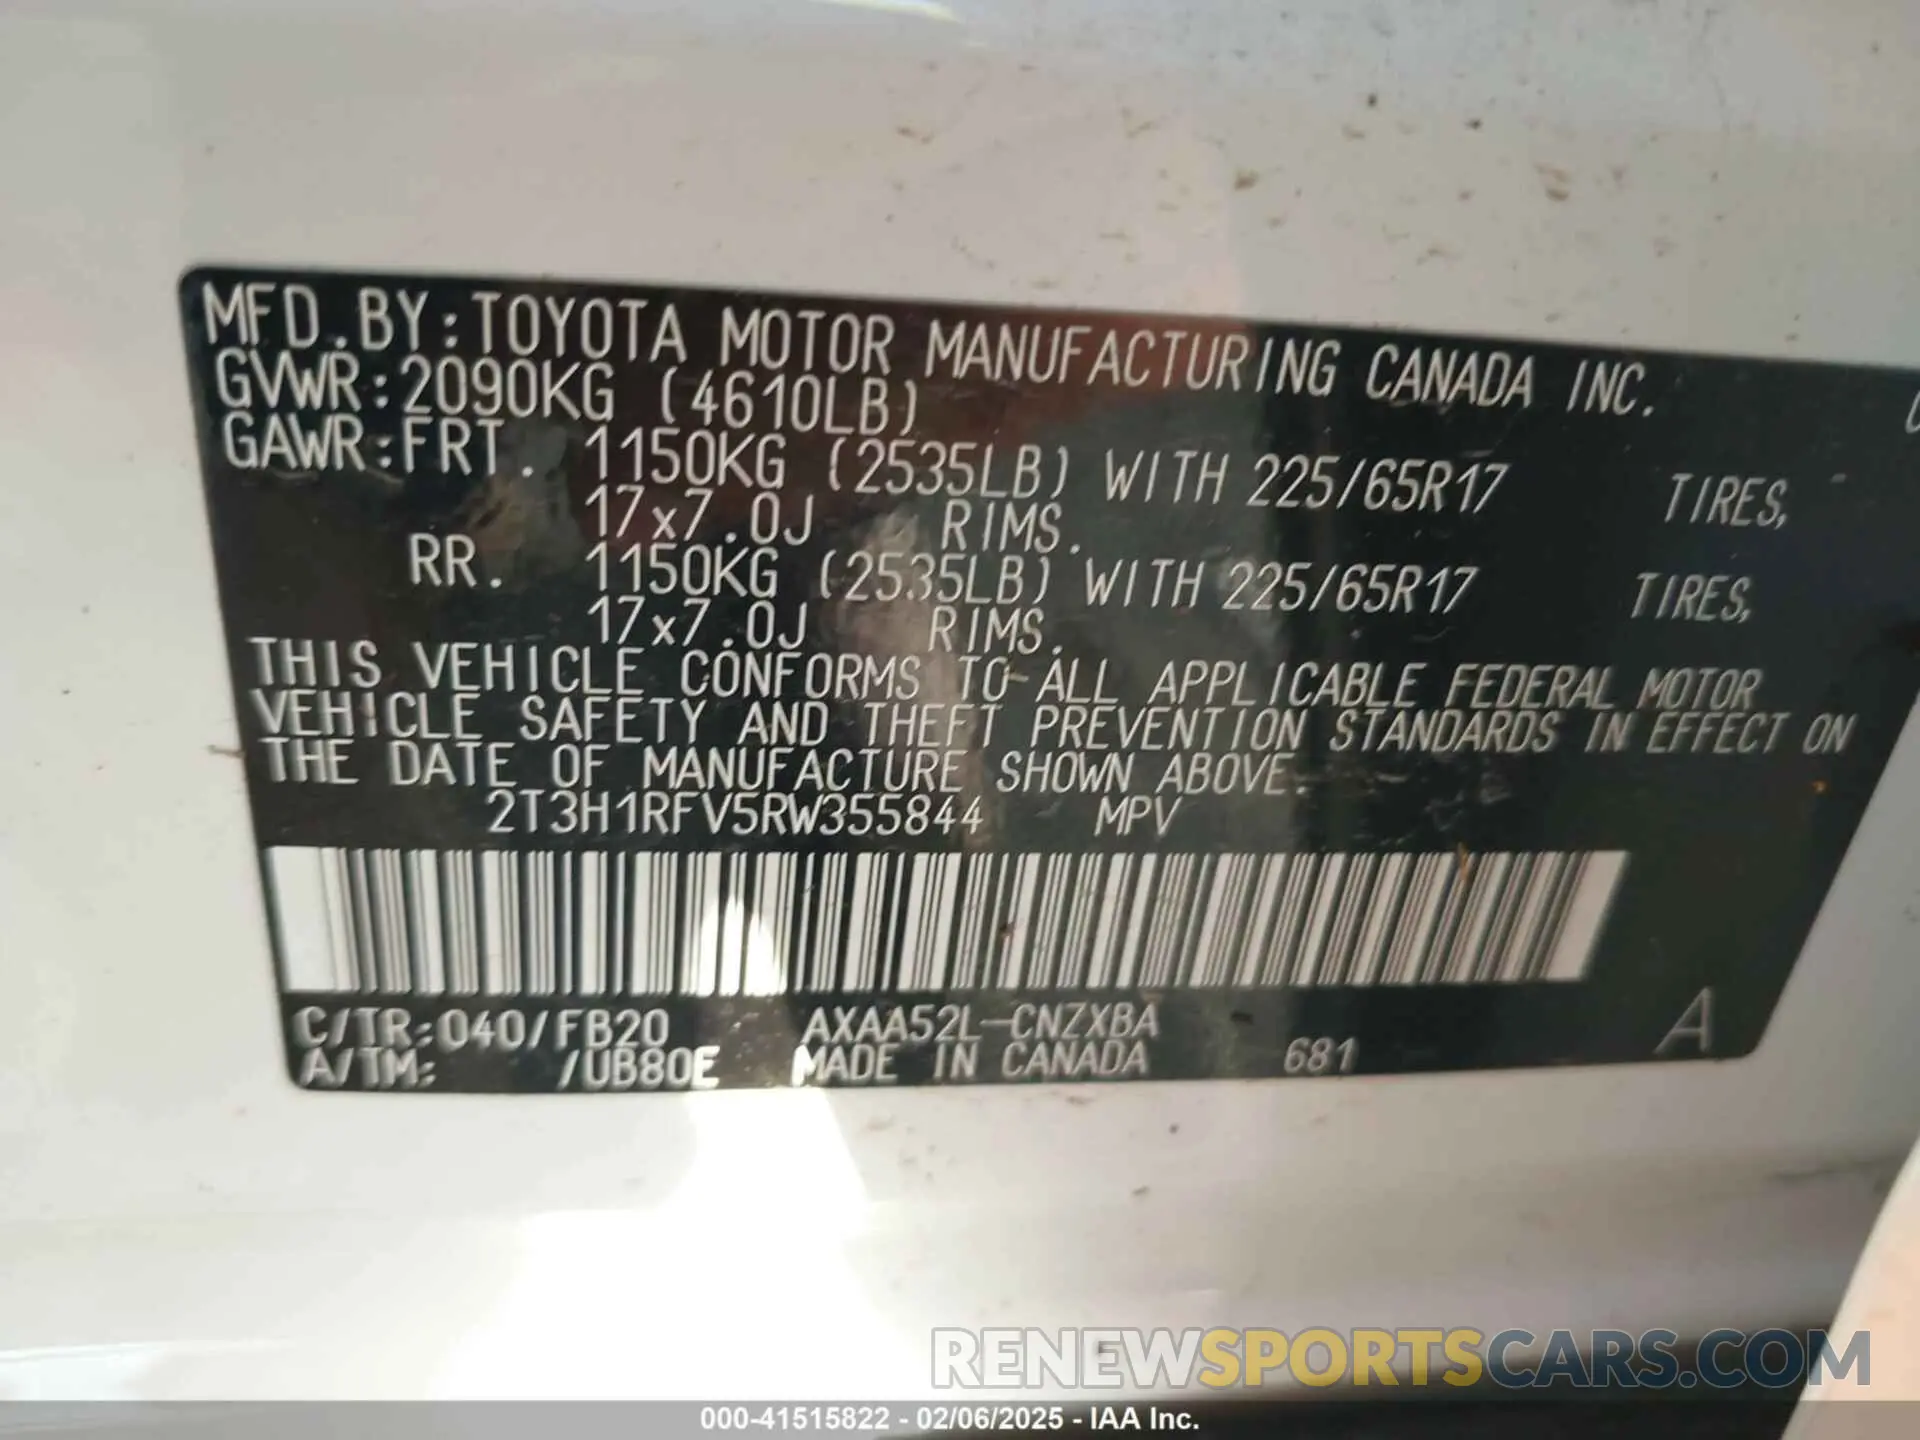 MFD.BY:TOYOTA MOTOR MANUFACTURING CANADA INC.
GVWR:2090KG (4610LB)
GAWR:FRT. 1150KG (2535LB) WITH 225/65R17 TIRES,
17x7.0J RIMS.
RR. 1150KG (2535LB) WITH 225/65R17 TIRES,
17x7.0J RIMS.
THIS VEHICLE CONFORMS TO ALL APPLICABLE FEDERAL MOTOR
VEHICLE SAFETY AND THEFT PREVENTION STANDARDS IN EFFECT ON
THE DATE OF MANUFACTURE SHOWN ABOVE.
2T3H1RFV5RW355844 MPV
C/TR:040/FB20 AXAA52L-CNZXBA A
A/TM: /UB80E MADE IN CANADA 681
RENEWSPORTSCARS.COM
000-41515822 - 02/06/2025 - IAA Inc.